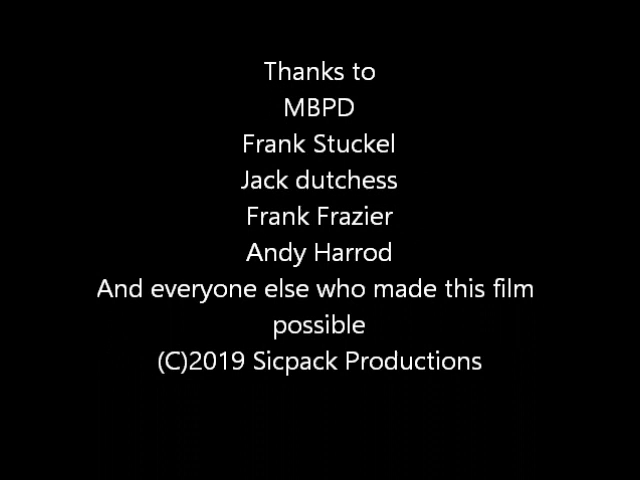 Thanks to
MBPD
Frank Stuckel
Jack dutchess
Frank Frazier
Andy Harrod
And everyone else who made this film
possible
(C)2019 Sicpack Productions